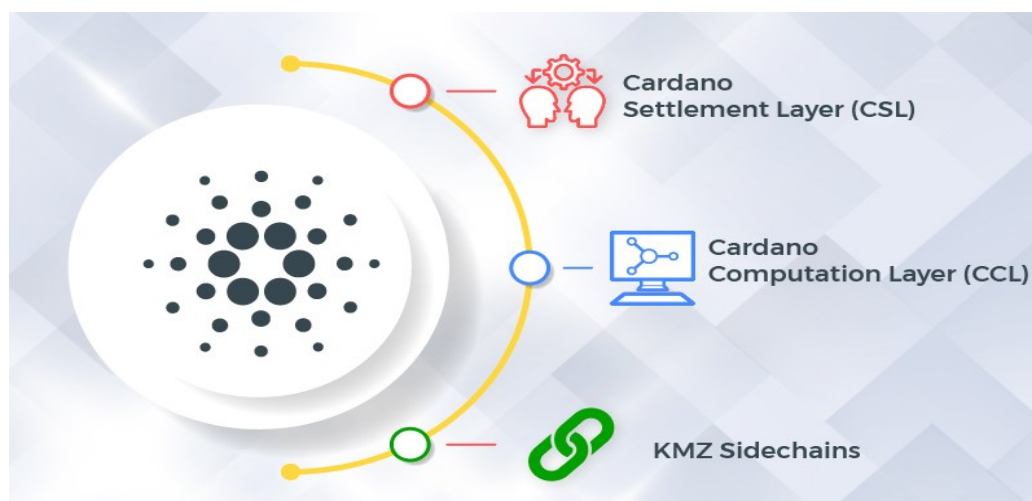 Cardano
Settlement Layer (CSL)
Cardano
Computation Layer (CCL)
KMZ Sidechains